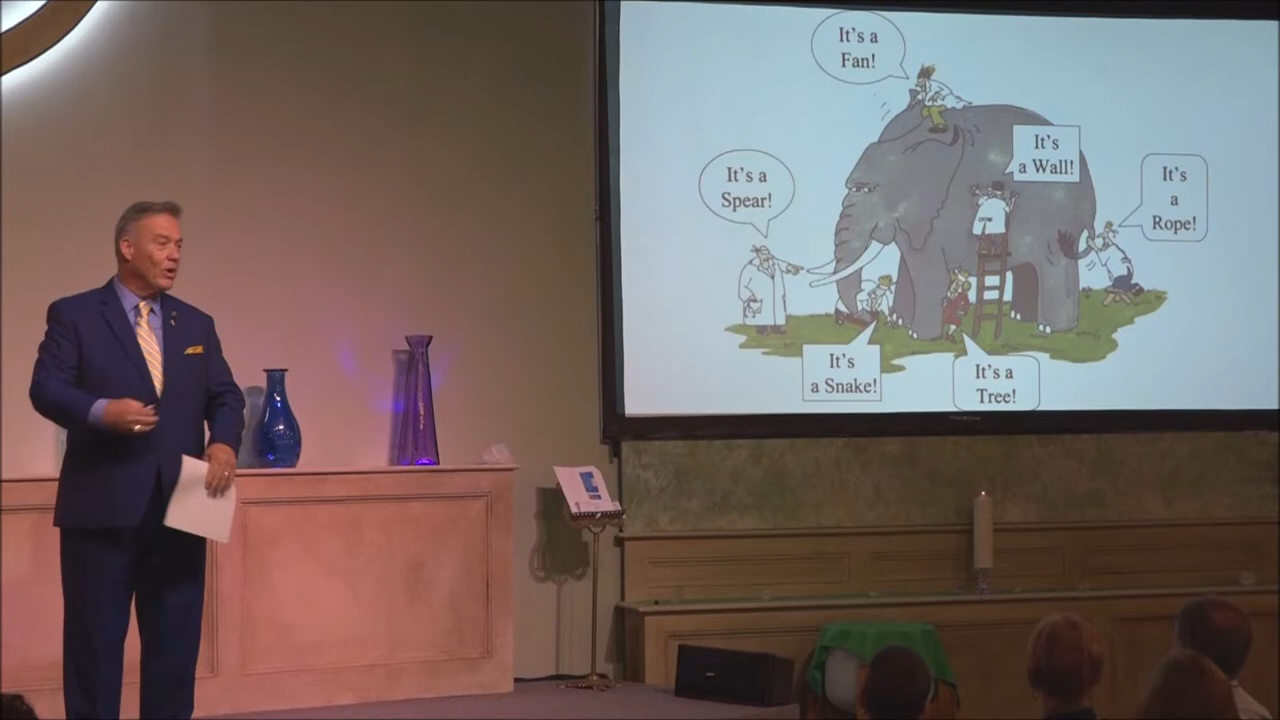 It's a
Fan!
It's
a Wall!
It's a
Spear!
It's
a
Rope!
It's
a Snake!
It's a
Tree!